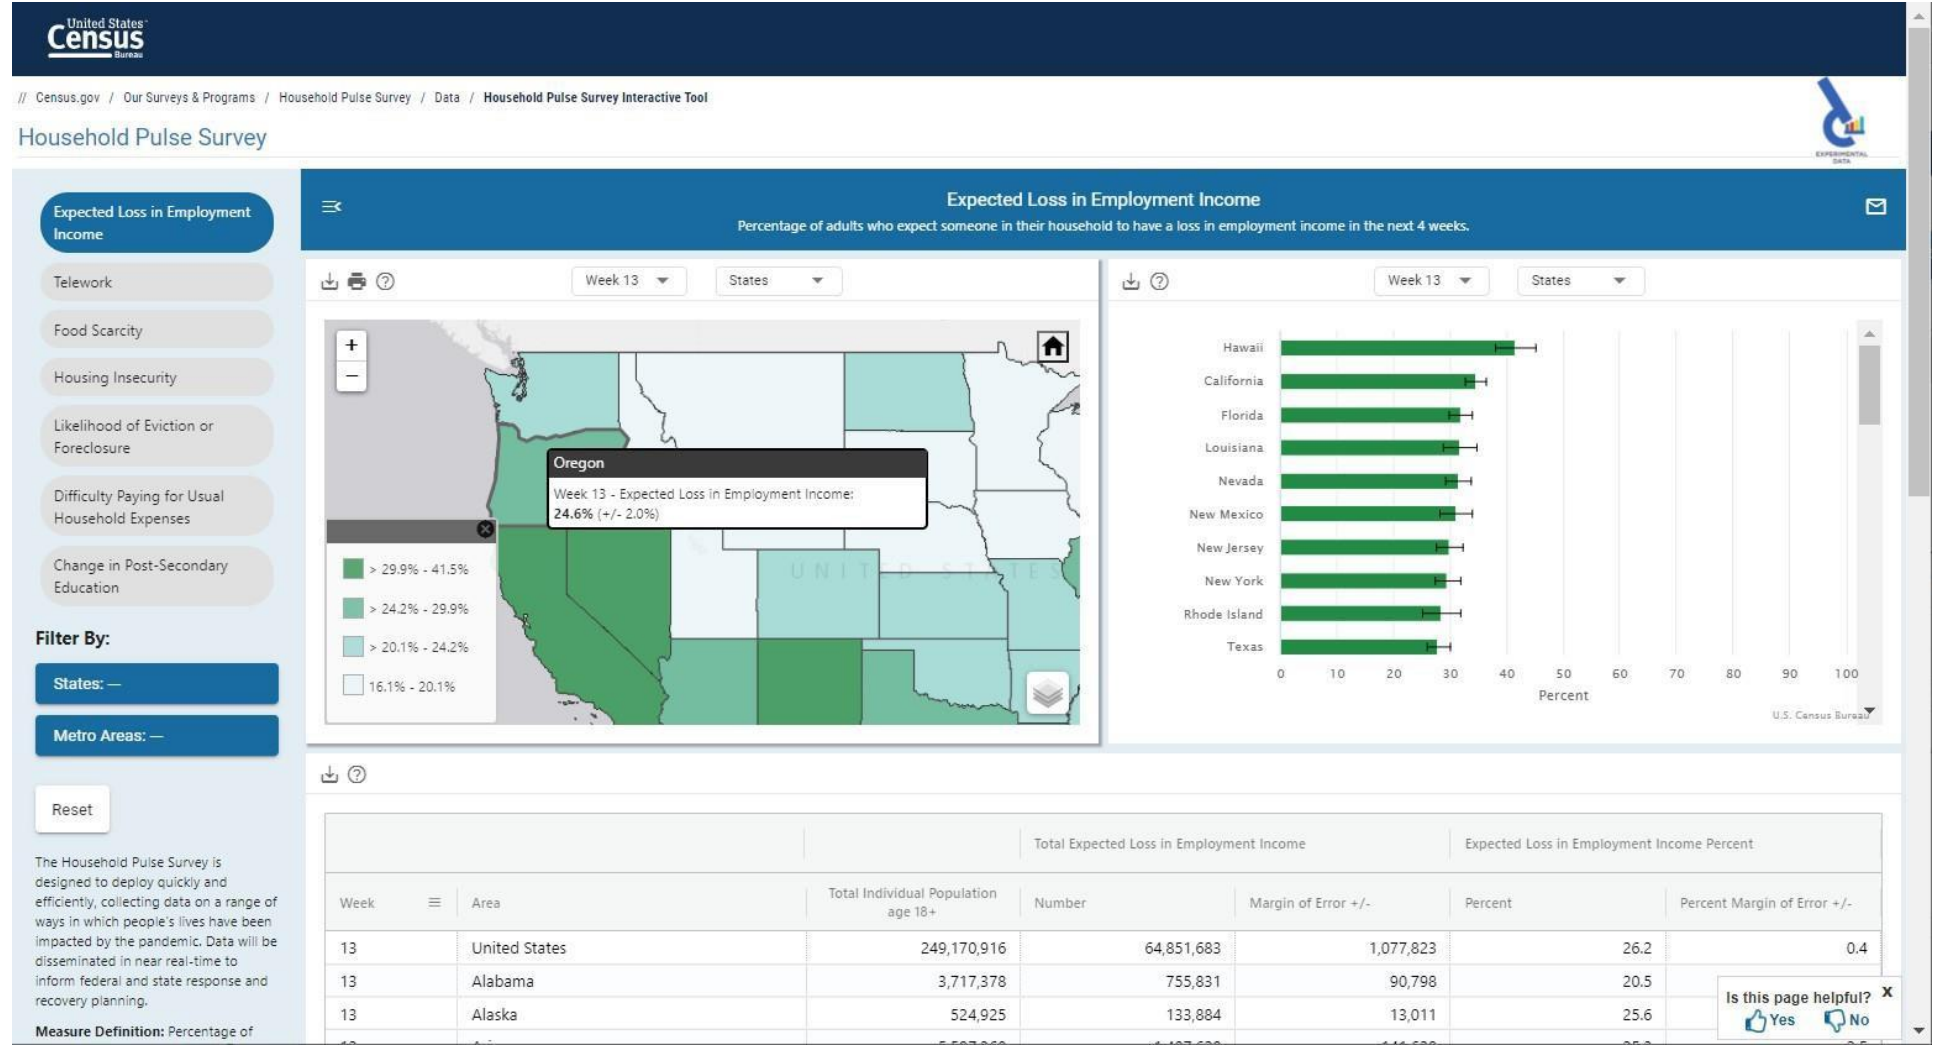 United States
Census
Bureau
// Census.gov / Our Surveys & Programs / Household Pulse Survey / Data / Household Pulse Survey Interactive Tool
Household Pulse Survey
EXPERIMENTAL
DATA
Expected Loss in Employment
Income
Telework
Food Scarcity
Housing Insecurity
Likelihood of Eviction or
Foreclosure
Difficulty Paying for Usual
Household Expenses
Change in Post-Secondary
Education
Filter By:
States: —
Metro Areas: —
Reset
The Household Pulse Survey is
designed to deploy quickly and
efficiently, collecting data on a range of
ways in which people's lives have been
impacted by the pandemic. Data will be
disseminated in near real-time to
inform federal and state response and
recovery planning.
Measure Definition: Percentage of
Expected Loss in Employment Income
Percentage of adults who expect someone in their household to have a loss in employment income in the next 4 weeks.
Week 13 States
+
−
Oregon
Week 13 - Expected Loss in Employment Income:
24.6% (+/- 2.0%)
UNITED STATES
> 29.9% - 41.5%
> 24.2% - 29.9%
> 20.1% - 24.2%
16.1% - 20.1%
Week 13 States
Hawaii
California
Florida
Louisiana
Nevada
New Mexico
New Jersey
New York
Rhode Island
Texas
0 10 20 30 40 50 60 70 80 90 100
Percent
U.S. Census Bureau
Total Expected Loss in Employment Income Expected Loss in Employment Income Percent
Week Area Total Individual Population age 18+ Number Margin of Error +/- Percent Percent Margin of Error +/-
13 United States 249,170,916 64,851,683 1,077,823 26.2 0.4
13 Alabama 3,717,378 755,831 90,798 20.5
13 Alaska 524,925 133,884 13,011 25.6
Is this page helpful? X
Yes No